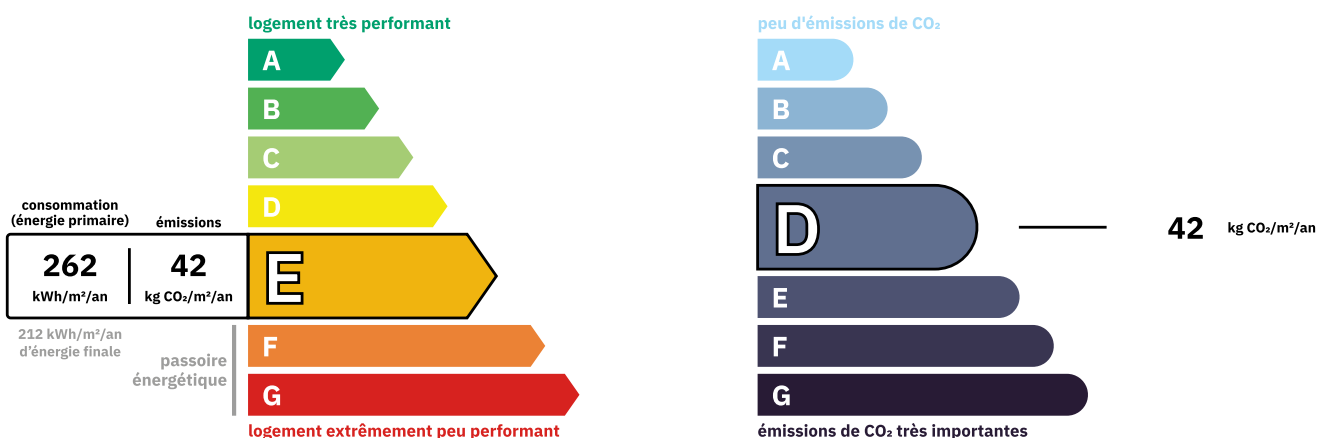 logement très performant
A
B
C
D
consommation
(énergie primaire)
émissions
262
kWh/m²/an
42
kg CO₂/m²/an
E
212 kWh/m²/an
d'énergie finale
passoire
énergétique
F
G
logement extrêmement peu performant
peu d'émissions de CO₂
A
B
C
D
42 kg CO₂/m²/an
E
F
G
émissions de CO₂ très importantes